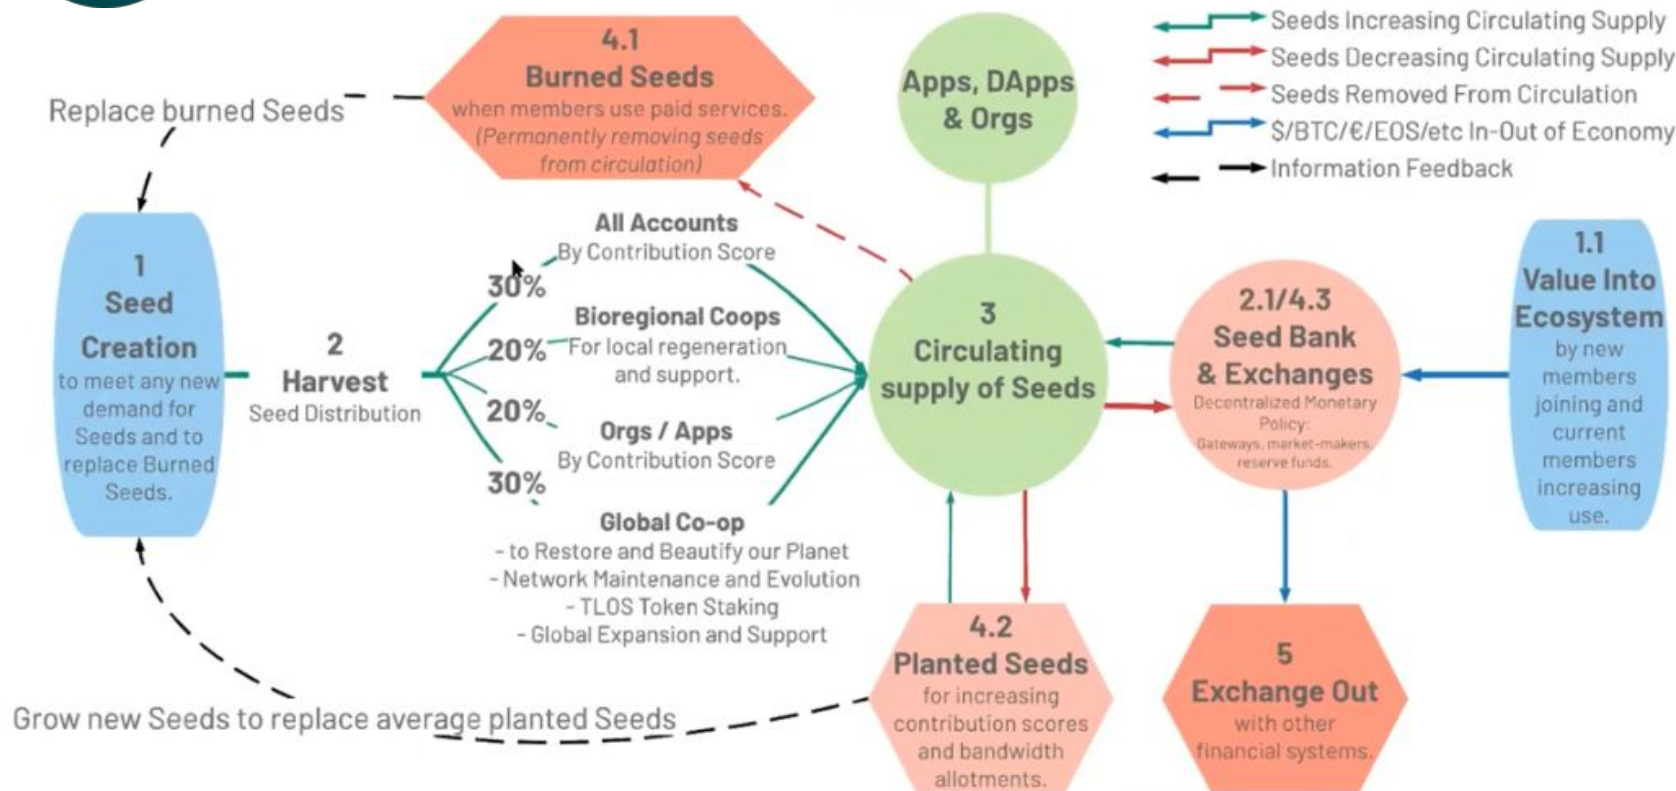 Seeds Increasing Circulating Supply
Seeds Decreasing Circulating Supply
Seeds Removed From Circulation
$/BTC/€/EOS/etc In-Out of Economy
Information Feedback
4.1
Burned Seeds
when members use paid services.
(Permanently removing seeds
from circulation)
Apps, DApps
& Orgs
Replace burned Seeds
1
Seed
Creation
to meet any new
demand for
Seeds and to
replace Burned
Seeds.
2
Harvest
Seed Distribution
30%
All Accounts
By Contribution Score
20%
Bioregional Coops
For local regeneration
and support.
20%
Orgs / Apps
By Contribution Score
30%
Global Co-op
- to Restore and Beautify our Planet
- Network Maintenance and Evolution
- TLOS Token Staking
- Global Expansion and Support
3
Circulating
supply of Seeds
2.1/4.3
Seed Bank
& Exchanges
Decentralized Monetary
Policy:
Gateways, market-makers,
reserve funds.
1.1
Value Into
Ecosystem
by new
members
joining and
current
members
increasing
use.
4.2
Planted Seeds
for increasing
contribution scores
and bandwidth
allotments.
5
Exchange Out
with other
financial systems.
Grow new Seeds to replace average planted Seeds